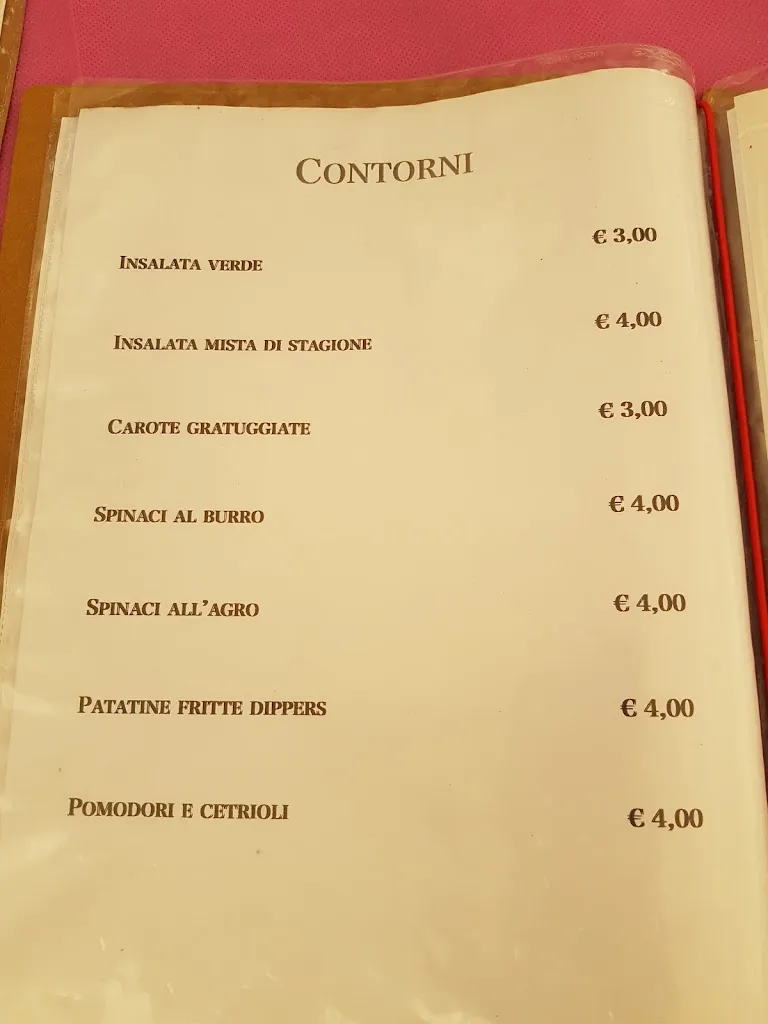 CONTORNI
INSALATA VERDE € 3,00
INSALATA MISTA DI STAGIONE € 4,00
CAROTE GRATUGGIATE € 3,00
SPINACI AL BURRO € 4,00
SPINACI ALL'AGRO € 4,00
PATATINE FRITTE DIPPERS € 4,00
POMODORI E CETRIOLI € 4,00